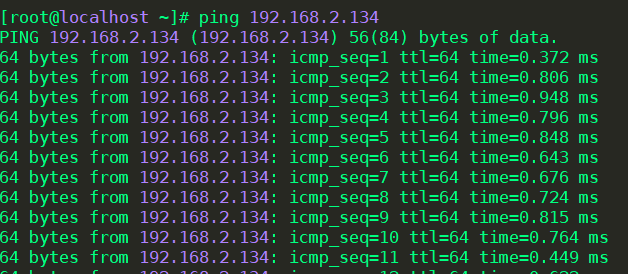 [root@localhost ~]# ping 192.168.2.134
PING 192.168.2.134 (192.168.2.134) 56(84) bytes of data.
64 bytes from 192.168.2.134: icmp_seq=1 ttl=64 time=0.372 ms
64 bytes from 192.168.2.134: icmp_seq=2 ttl=64 time=0.806 ms
64 bytes from 192.168.2.134: icmp_seq=3 ttl=64 time=0.948 ms
64 bytes from 192.168.2.134: icmp_seq=4 ttl=64 time=0.796 ms
64 bytes from 192.168.2.134: icmp_seq=5 ttl=64 time=0.848 ms
64 bytes from 192.168.2.134: icmp_seq=6 ttl=64 time=0.643 ms
64 bytes from 192.168.2.134: icmp_seq=7 ttl=64 time=0.676 ms
64 bytes from 192.168.2.134: icmp_seq=8 ttl=64 time=0.724 ms
64 bytes from 192.168.2.134: icmp_seq=9 ttl=64 time=0.815 ms
64 bytes from 192.168.2.134: icmp_seq=10 ttl=64 time=0.764 ms
64 bytes from 192.168.2.134: icmp_seq=11 ttl=64 time=0.449 ms